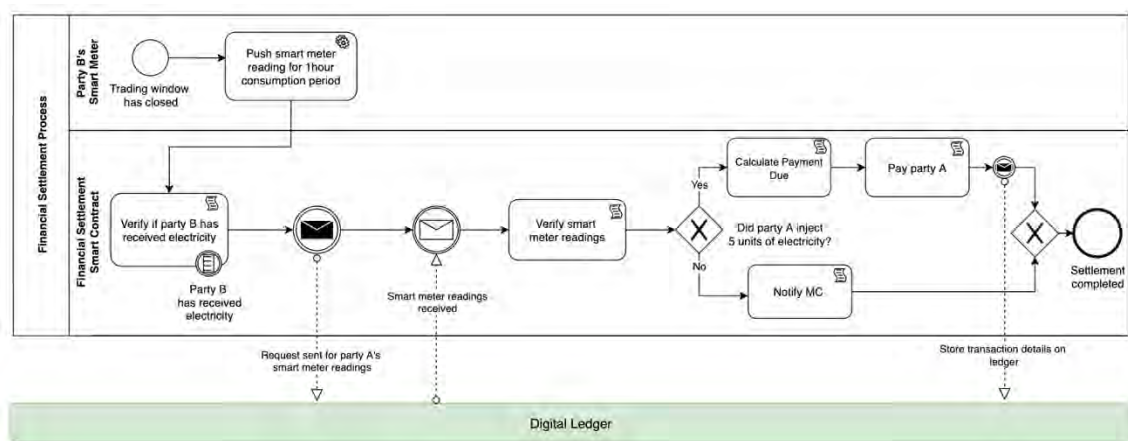 Financial Settlement Process
Party B's
Smart Meter
Trading window
has closed
Push smart meter
reading for 1hour
consumption period
Financial Settlement
Smart Contract
Verify if party B has
received electricity
Party B
has received
electricity
Request sent for party A's
smart meter readings
Smart meter readings
received
Verify smart
meter readings
Yes
Did party A inject
5 units of electricity?
No
Calculate Payment
Due
Pay party A
Notify MC
Store transaction details on
ledger
Settlement
completed
Digital Ledger